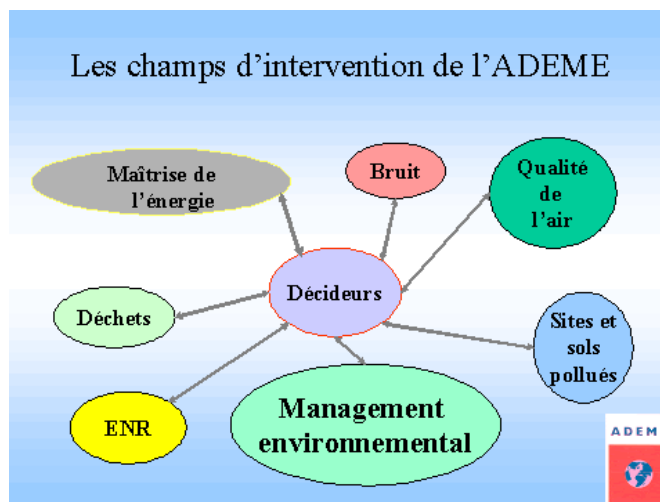 Les champs d'intervention de l'ADEME
Maîtrise de
l'énergie
Bruit
Qualité
de
l'air
Décideurs
Déchets
Sites et
sols
pollués
ENR
Management
environnemental
ADEM